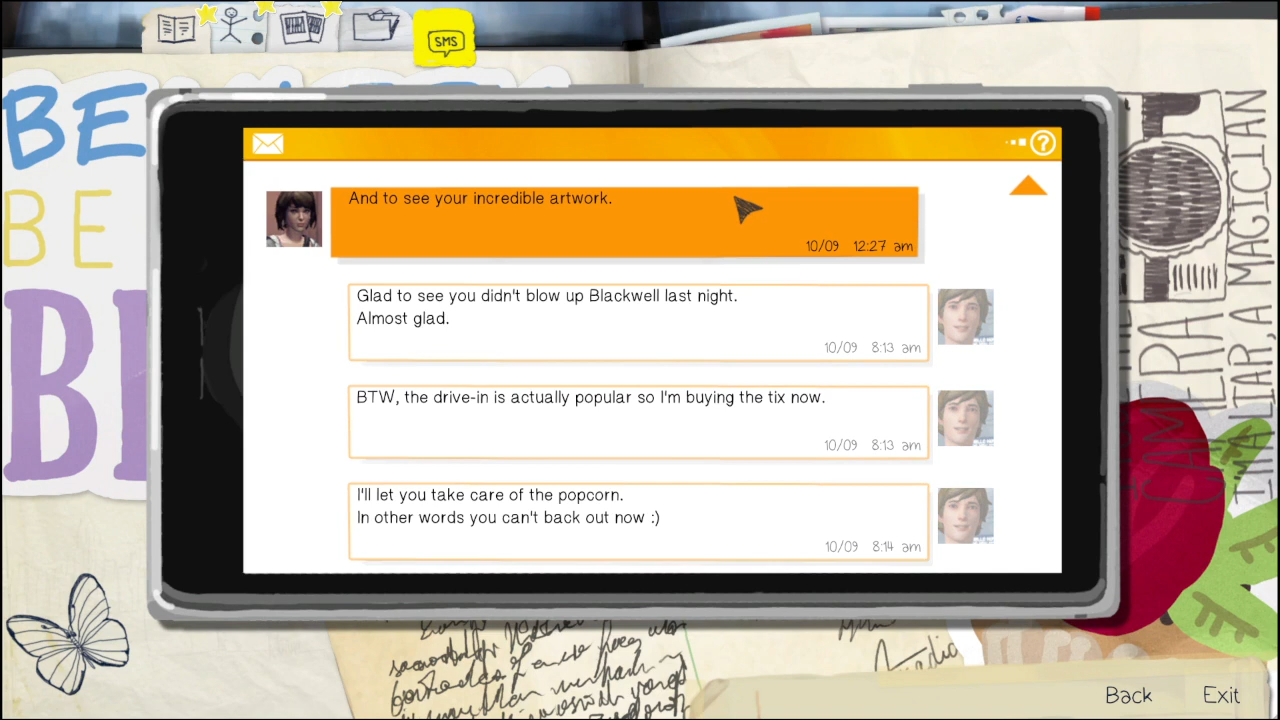 SMS
BE
BE
?
And to see your incredible artwork.
10/09 12:27 am
Glad to see you didn't blow up Blackwell last night.
Almost glad.
10/09 8:13 am
BTW, the drive-in is actually popular so I'm buying the tix now.
10/09 8:13 am
I'll let you take care of the popcorn.
In other words you can't back out now :)
10/09 8:14 am
CAMERA
I'M A LIAR, A MAGICIAN
Back Exit